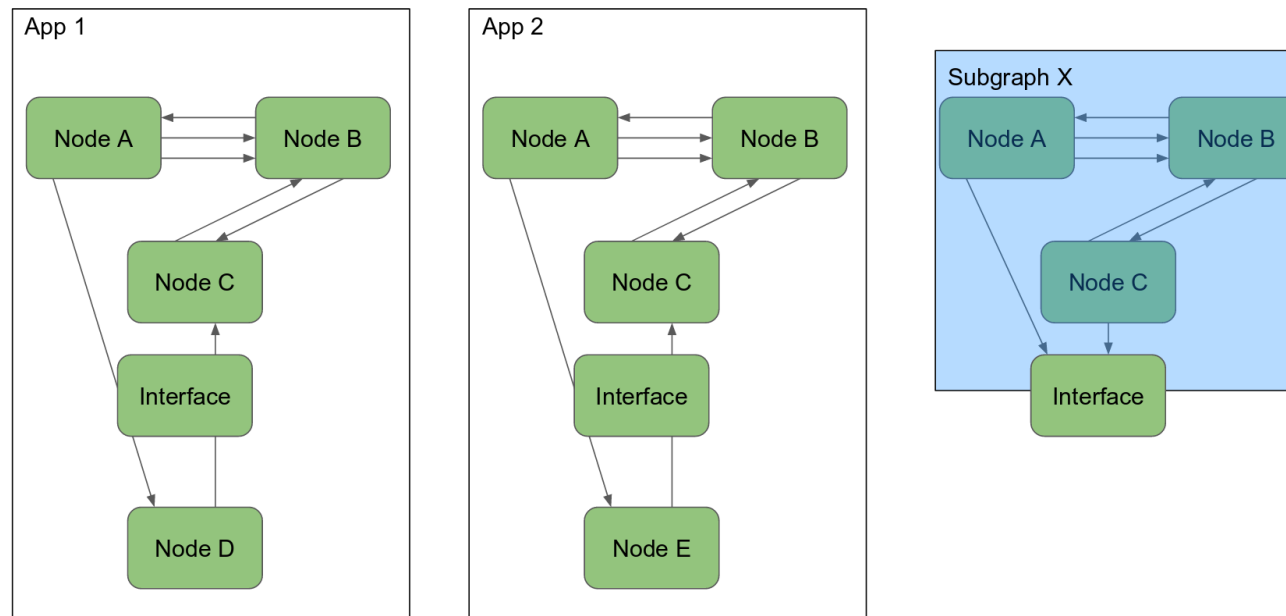 App 1
Node A
Node B
Node C
Interface
Node D
App 2
Node A
Node B
Node C
Interface
Node E
Subgraph X
Node A
Node B
Node C
Interface